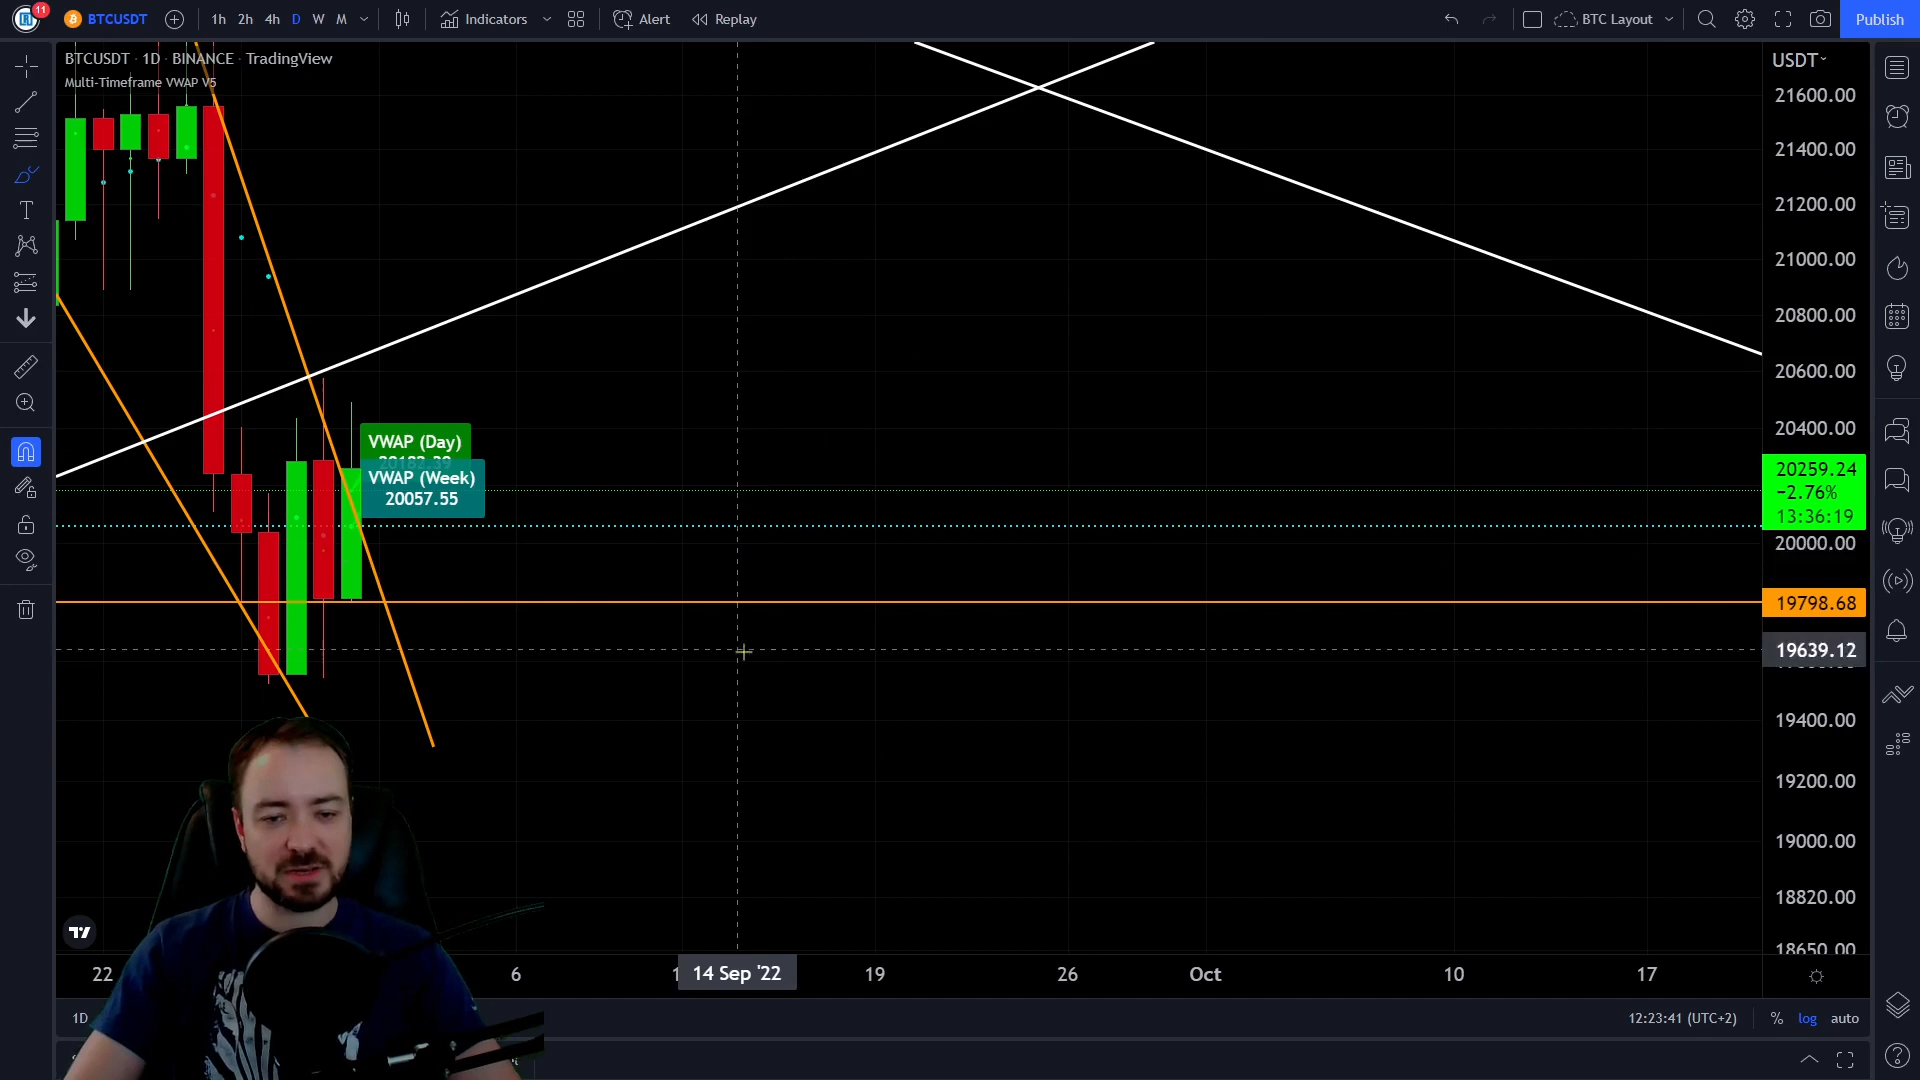 11
BTCUSDT
1h 2h 4h D W M
Indicators
Alert
Replay
BTC Layout
Publish
BTCUSDT · 1D · BINANCE · TradingView
Multi-Timeframe VWAP V5
USDT
21600.00
21400.00
21200.00
21000.00
20800.00
20600.00
20400.00
VWAP (Day)
20182.39
VWAP (Week)
20057.55
20259.24
−2.76%
13:36:19
20000.00
19798.68
19639.12
19400.00
19200.00
19000.00
18820.00
18650.00
22 6 14 Sep '22 19 26 Oct 10 17
1D
12:23:41 (UTC+2)
% log auto